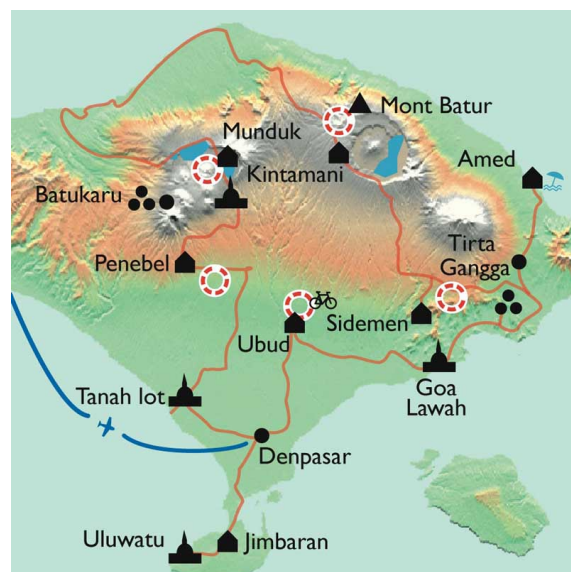 Mont Batur
Munduk
Kintamani
Amed
Batukaru
Tirta
Gangga
Penebel
Sidemen
Ubud
Tanah lot
Goa
Lawah
Denpasar
Uluwatu
Jimbaran